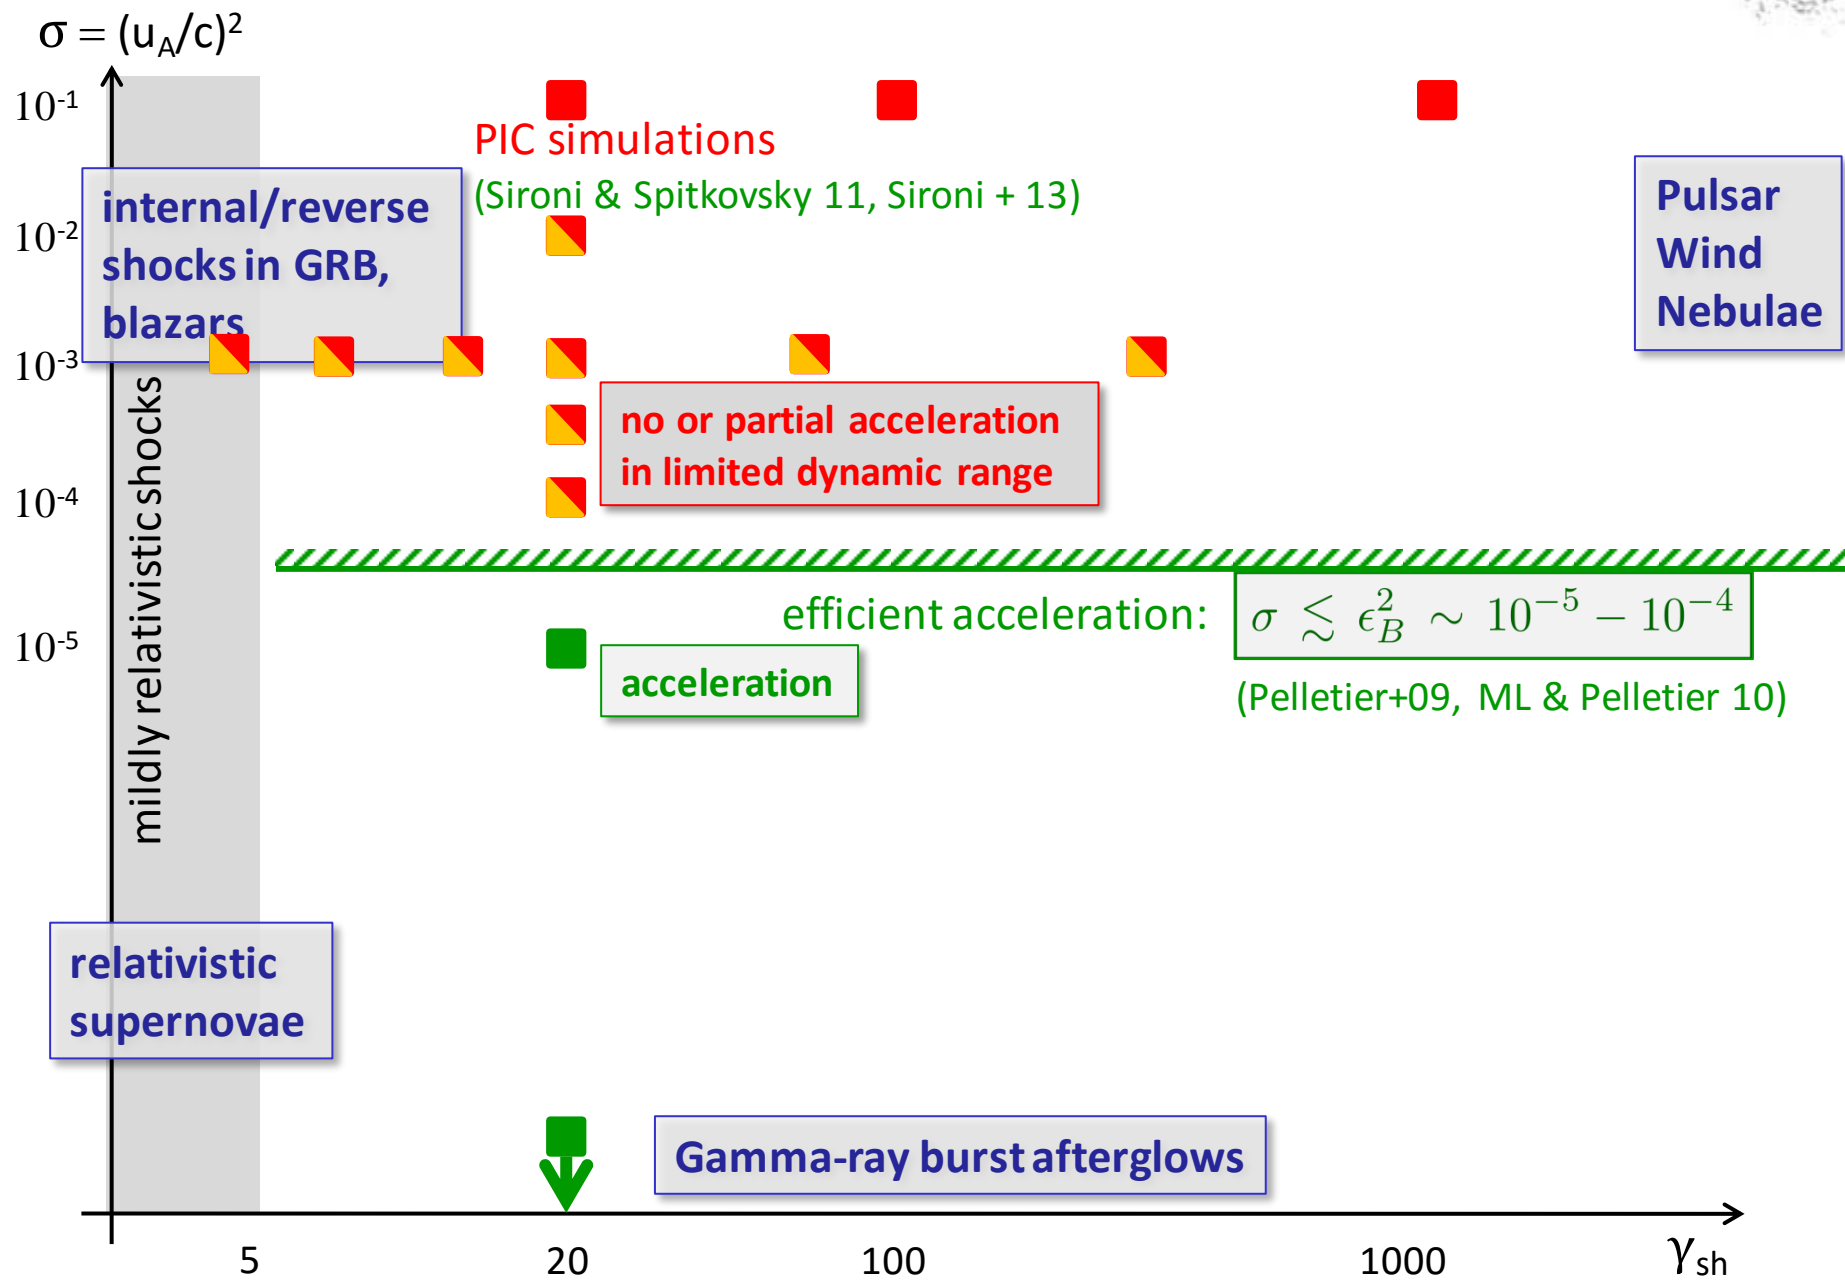 σ = (u_A/c)²
10⁻¹
PIC simulations
(Sironi & Spitkovsky 11, Sironi + 13)
internal/reverse
shocks in GRB,
blazars
Pulsar
Wind
Nebulae
10⁻²
10⁻³
no or partial acceleration
in limited dynamic range
10⁻⁴
mildly relativistic shocks
efficient acceleration: σ ≲ ϵ_B² ∼ 10⁻⁵ − 10⁻⁴
10⁻⁵
acceleration
(Pelletier+09, ML & Pelletier 10)
relativistic
supernovae
Gamma-ray burst afterglows
5 20 100 1000 γ_sh